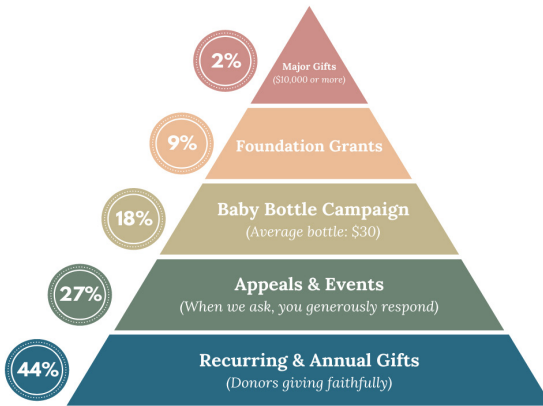 2%
Major Gifts
($10,000 or more)
9%
Foundation Grants
18%
Baby Bottle Campaign
(Average bottle: $30)
27%
Appeals & Events
(When we ask, you generously respond)
44%
Recurring & Annual Gifts
(Donors giving faithfully)